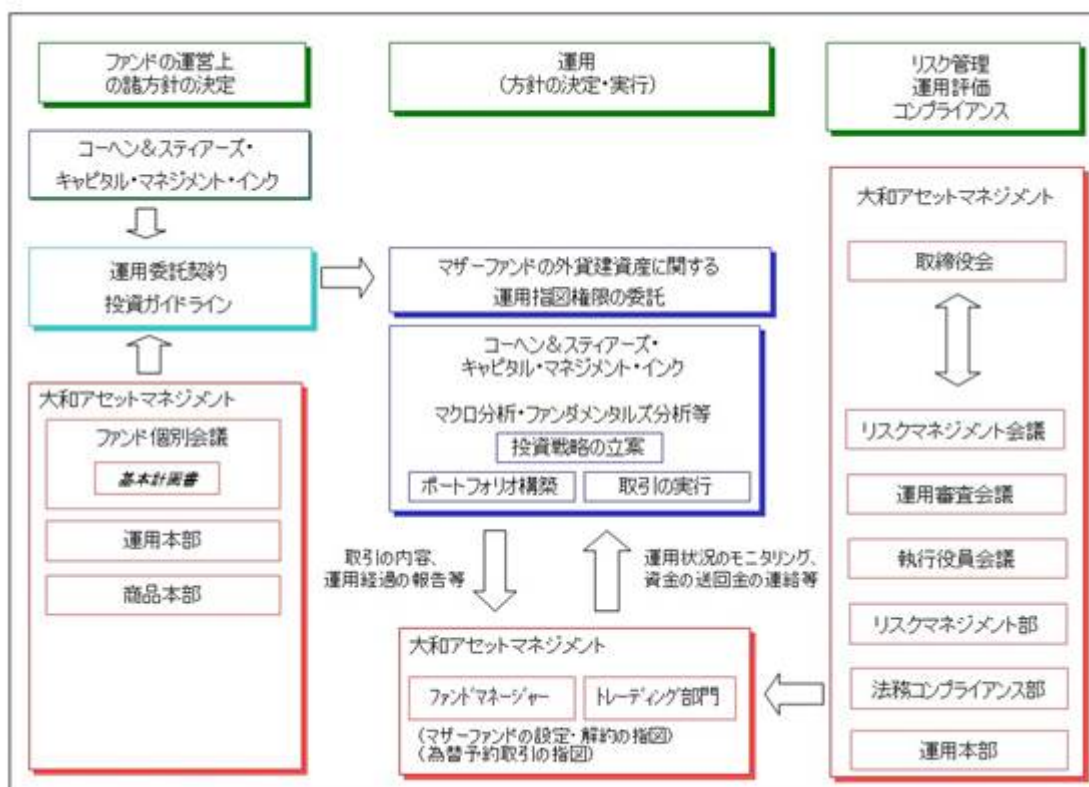 ファンドの運営上
の諸方針の決定
運用
(方針の決定・実行)
リスク管理
運用評価
コンプライアンス
コーヘン&スティアーズ・
キャピタル・マネジメント・インク
運用委託契約
投資ガイドライン
マザーファンドの外貨建資産に関する
運用指図権限の委託
コーヘン&スティアーズ・
キャピタル・マネジメント・インク
マクロ分析・ファンダメンタルズ分析等
投資戦略の立案
ポートフォリオ構築
取引の実行
大和アセットマネジメント
ファンド個別会議
基本計画書
運用本部
商品本部
取引の内容、
運用経過の報告等
運用状況のモニタリング、
資金の送回金の連絡等
大和アセットマネジメント
ファンドマネージャー
トレーディング部門
(マザーファンドの設定・解約の指図)
(為替予約取引の指図)
大和アセットマネジメント
取締役会
リスクマネジメント会議
運用審査会議
執行役員会議
リスクマネジメント部
法務コンプライアンス部
運用本部